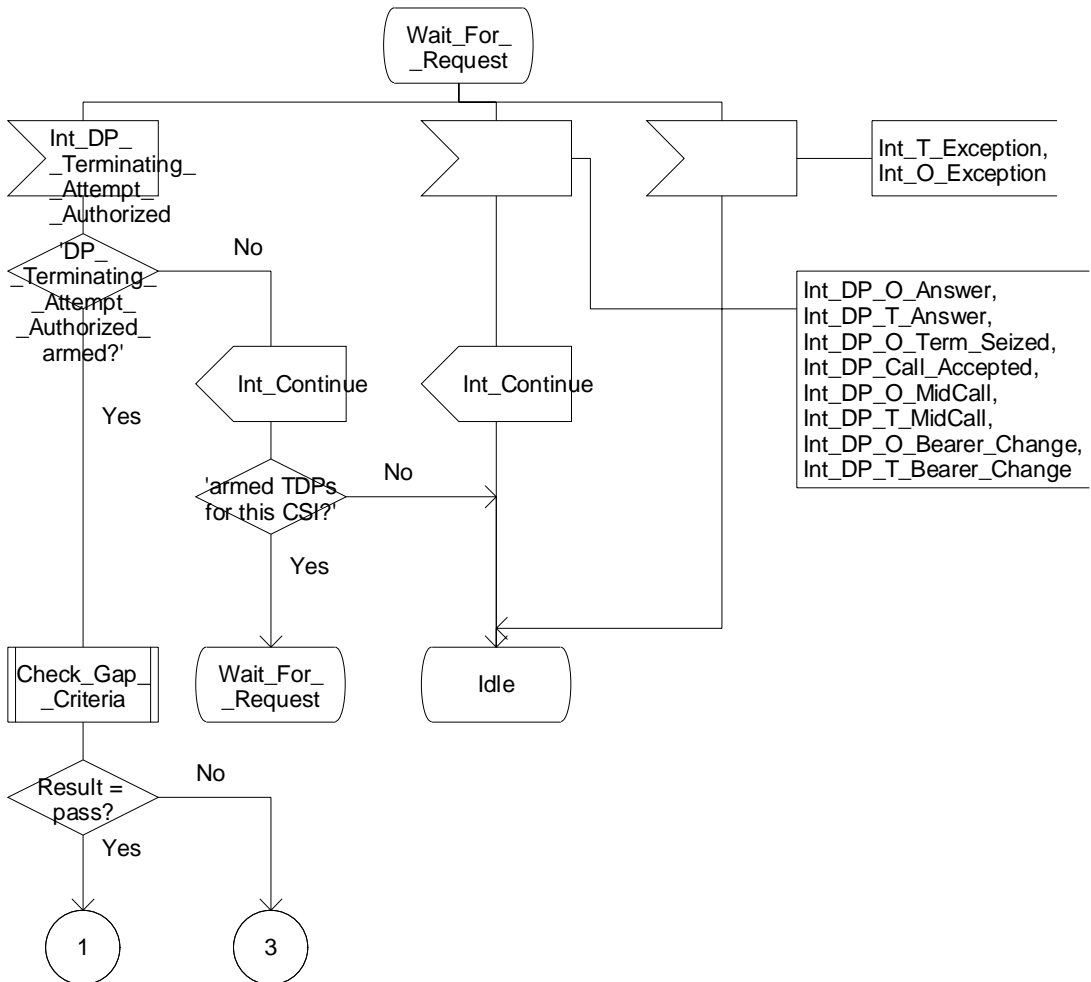 Wait_For_
_Request
Int_DP_
_Terminating_
_Attempt_
_Authorized
Int_T_Exception,
Int_O_Exception
'DP_
_Terminating_
_Attempt_
_Authorized_
armed?'
No
Yes
Int_DP_O_Answer,
Int_DP_T_Answer,
Int_DP_O_Term_Seized,
Int_DP_Call_Accepted,
Int_DP_O_MidCall,
Int_DP_T_MidCall,
Int_DP_O_Bearer_Change,
Int_DP_T_Bearer_Change
Int_Continue
Int_Continue
'armed TDPs
for this CSI?'
No
Yes
Check_Gap_
_Criteria
Wait_For_
_Request
Idle
Result =
pass?
No
Yes
1
3